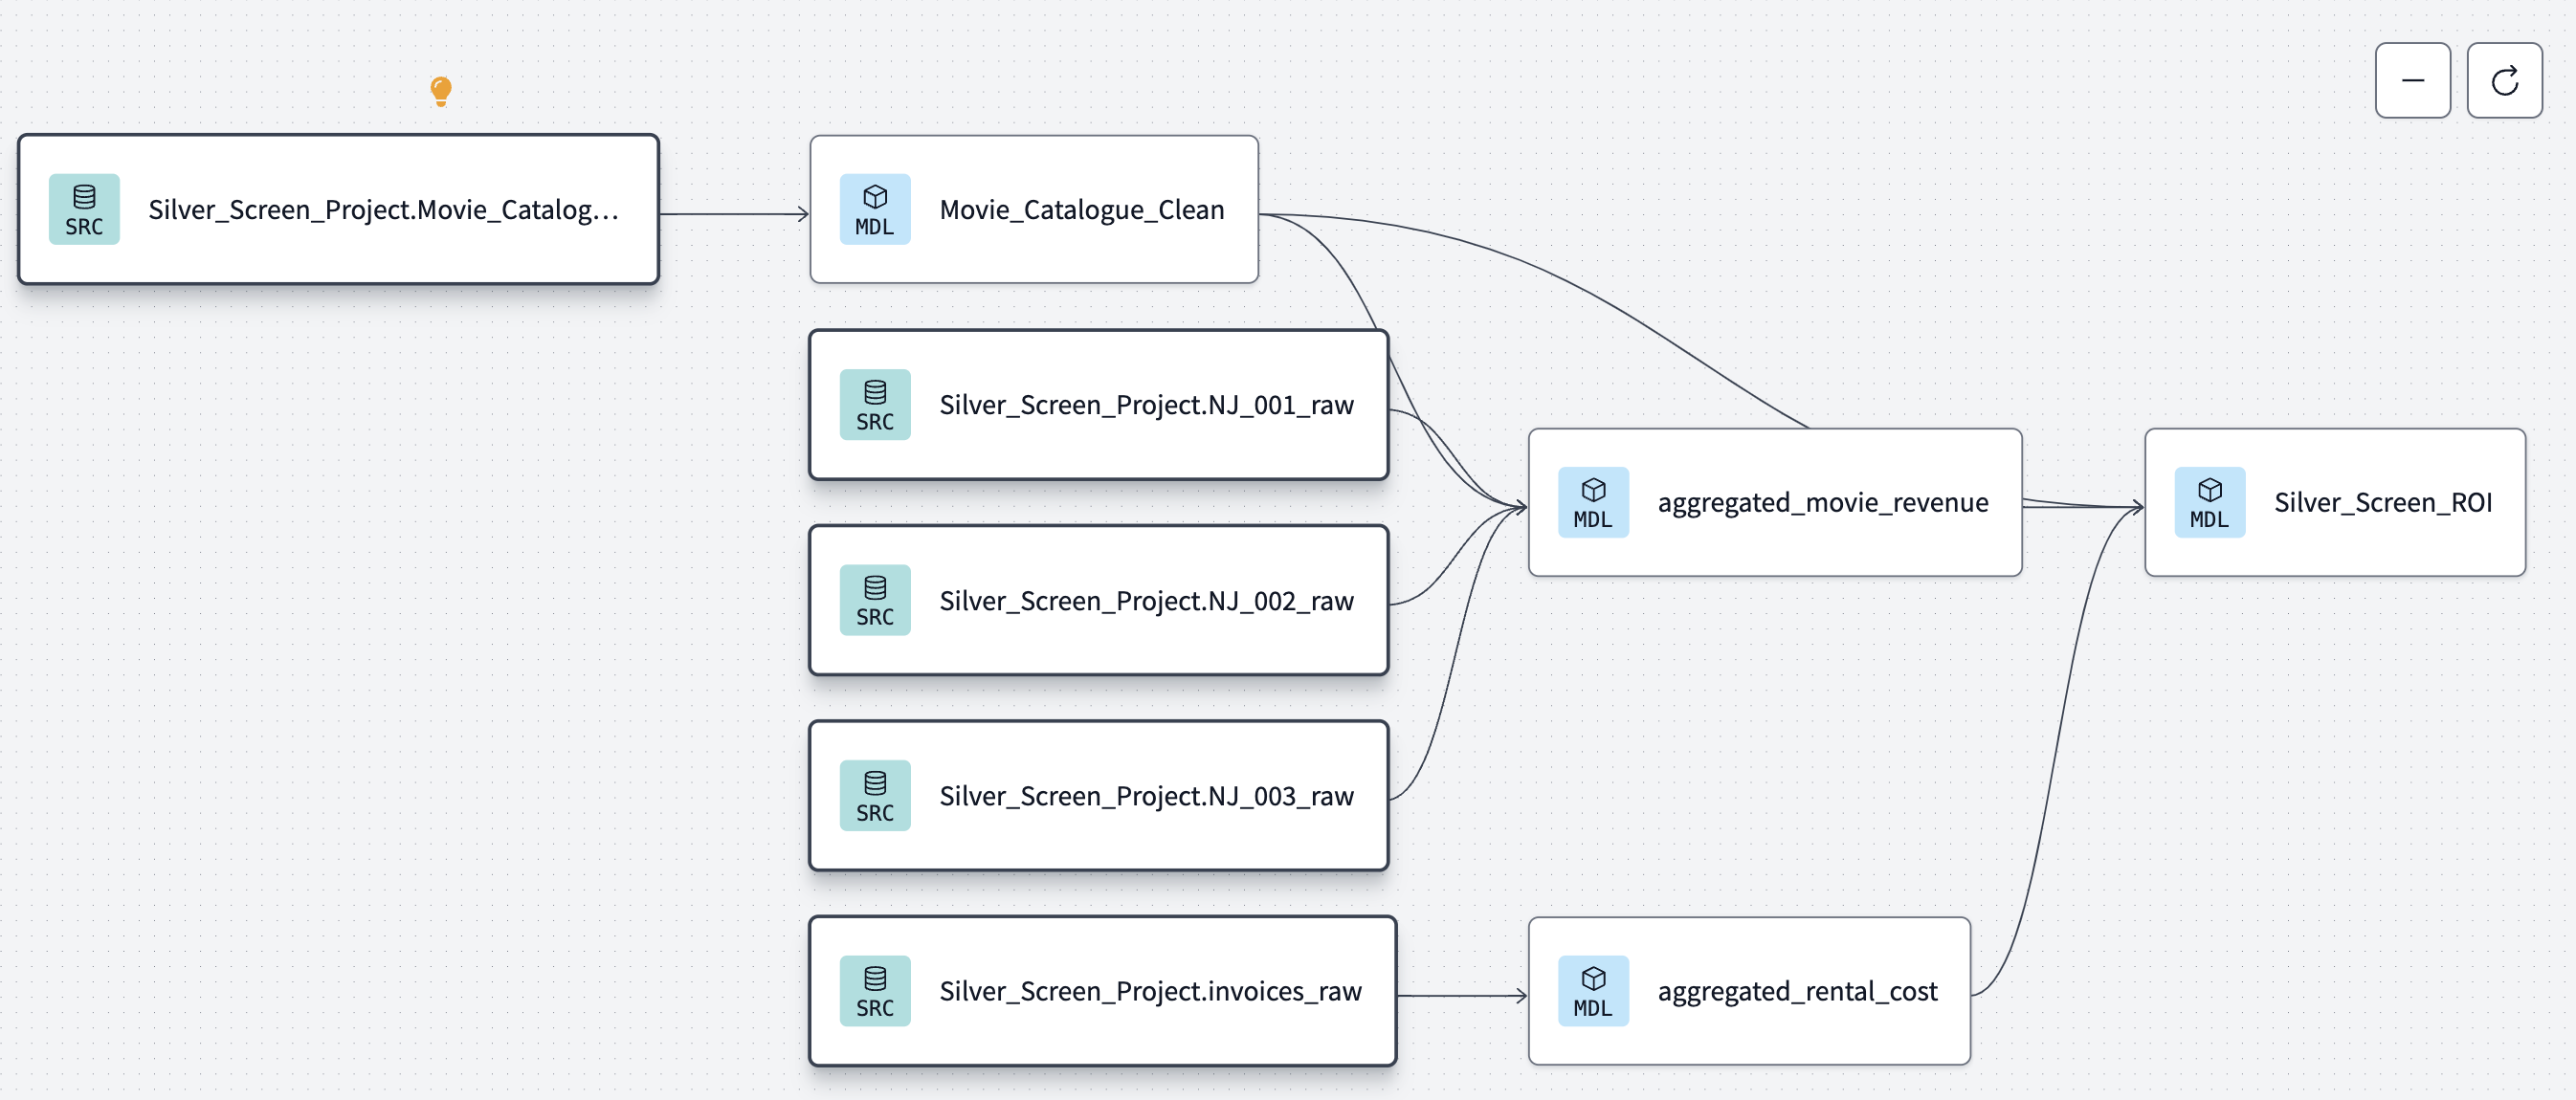 SRC
Silver_Screen_Project.Movie_Catalog...
MDL
Movie_Catalogue_Clean
SRC
Silver_Screen_Project.NJ_001_raw
SRC
Silver_Screen_Project.NJ_002_raw
SRC
Silver_Screen_Project.NJ_003_raw
SRC
Silver_Screen_Project.invoices_raw
MDL
aggregated_movie_revenue
MDL
aggregated_rental_cost
MDL
Silver_Screen_ROI